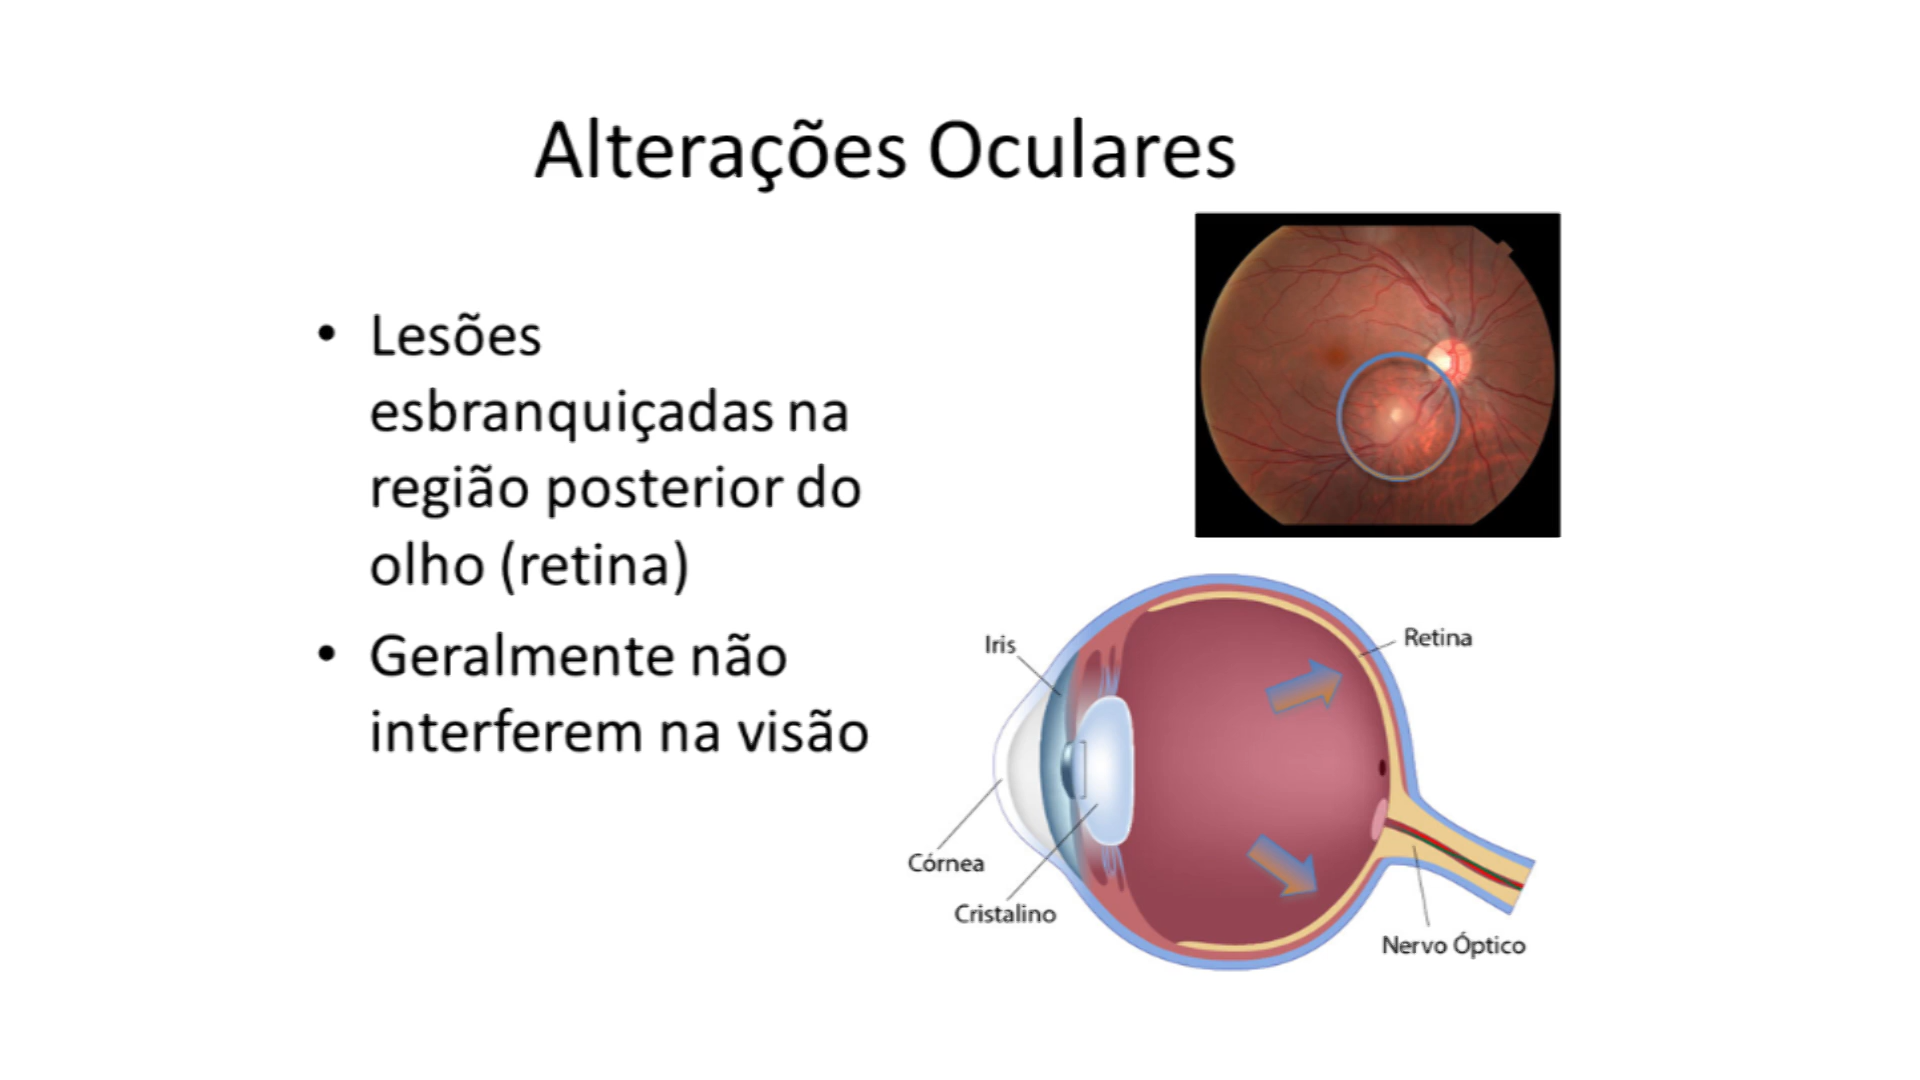 Alterações Oculares
• Lesões
esbranquiçadas na
região posterior do
olho (retina)
• Geralmente não
interferem na visão
Iris
Retina
Córnea
Cristalino
Nervo Óptico